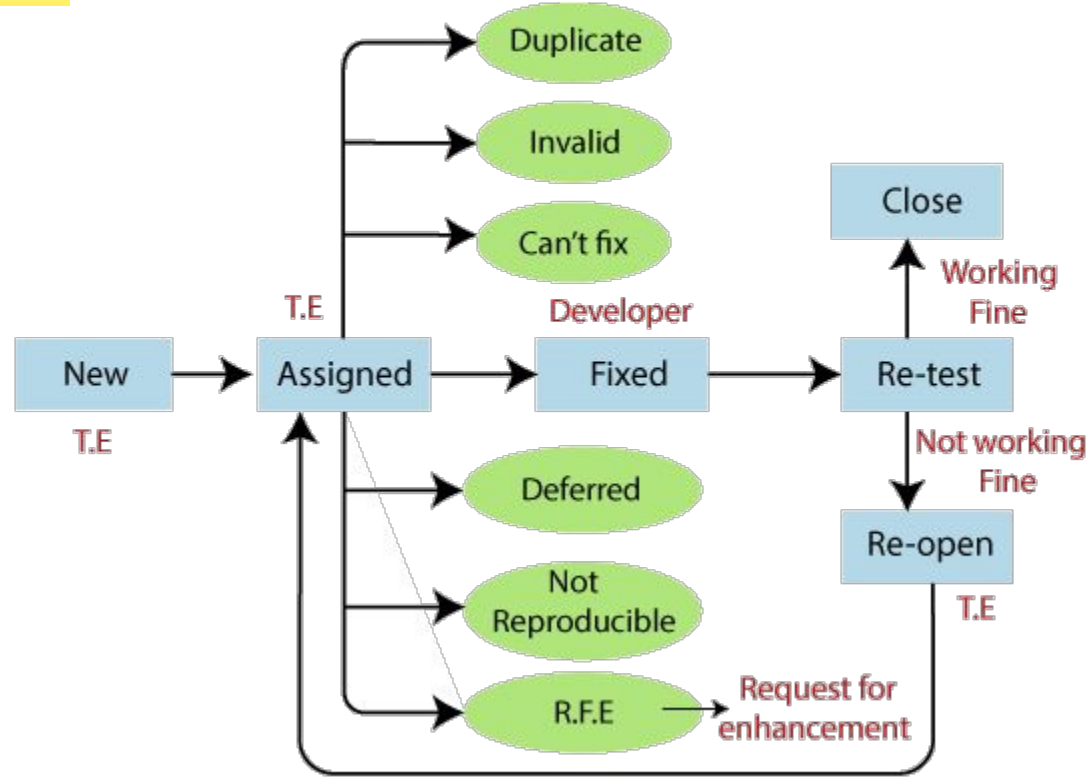 Duplicate
Invalid
Can't fix
Close
Working
Fine
T.E
Developer
New
Assigned
Fixed
Re-test
T.E
Not working
Fine
Deferred
Re-open
Not
Reproducible
T.E
R.F.E
Request for
enhancement